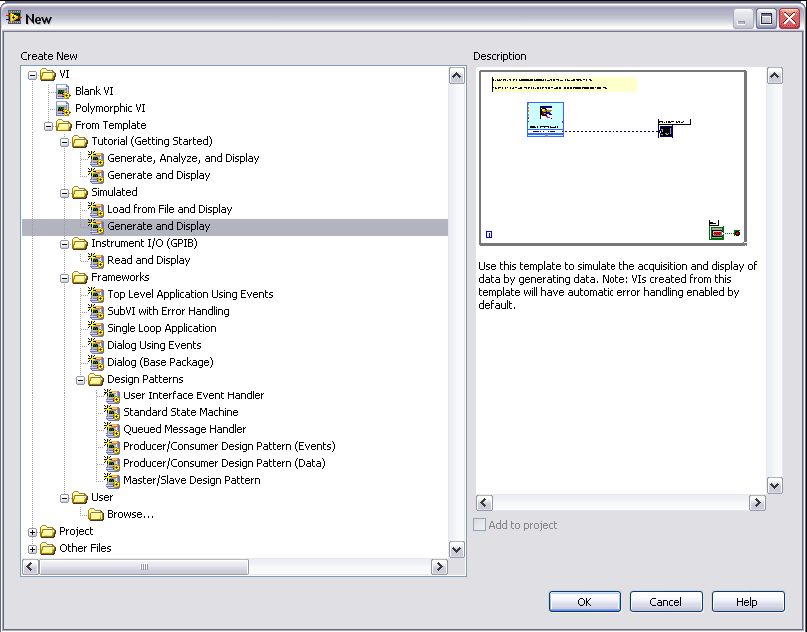 New
Create New
VI
Blank VI
Polymorphic VI
From Template
Tutorial (Getting Started)
Generate, Analyze, and Display
Generate and Display
Simulated
Load from File and Display
Generate and Display
Instrument I/O (GPIB)
Read and Display
Frameworks
Top Level Application Using Events
SubVI with Error Handling
Single Loop Application
Dialog Using Events
Dialog (Base Package)
Design Patterns
User Interface Event Handler
Standard State Machine
Queued Message Handler
Producer/Consumer Design Pattern (Events)
Producer/Consumer Design Pattern (Data)
Master/Slave Design Pattern
User
Browse...
Project
Other Files
Description
Use this template to simulate the acquisition and display of
data by generating data. Note: VIs created from this
template will have automatic error handling enabled by
default.
Add to project
OK
Cancel
Help